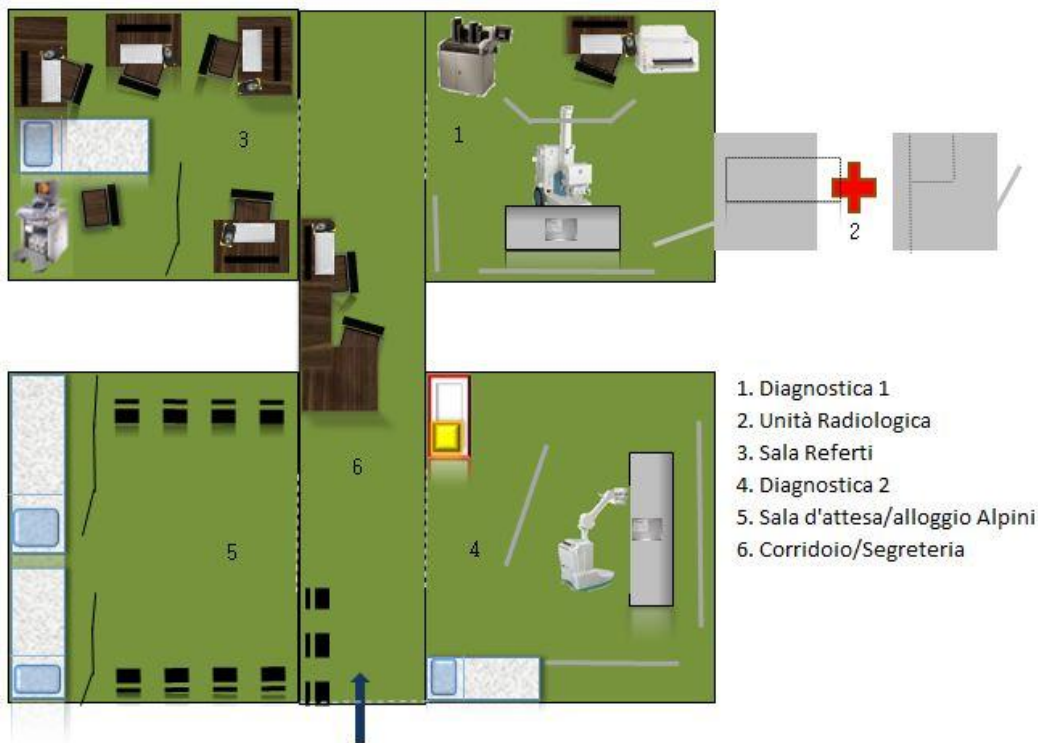 3
1
2
6
5
4
1. Diagnostica 1
2. Unità Radiologica
3. Sala Referti
4. Diagnostica 2
5. Sala d'attesa/alloggio Alpini
6. Corridoio/Segreteria